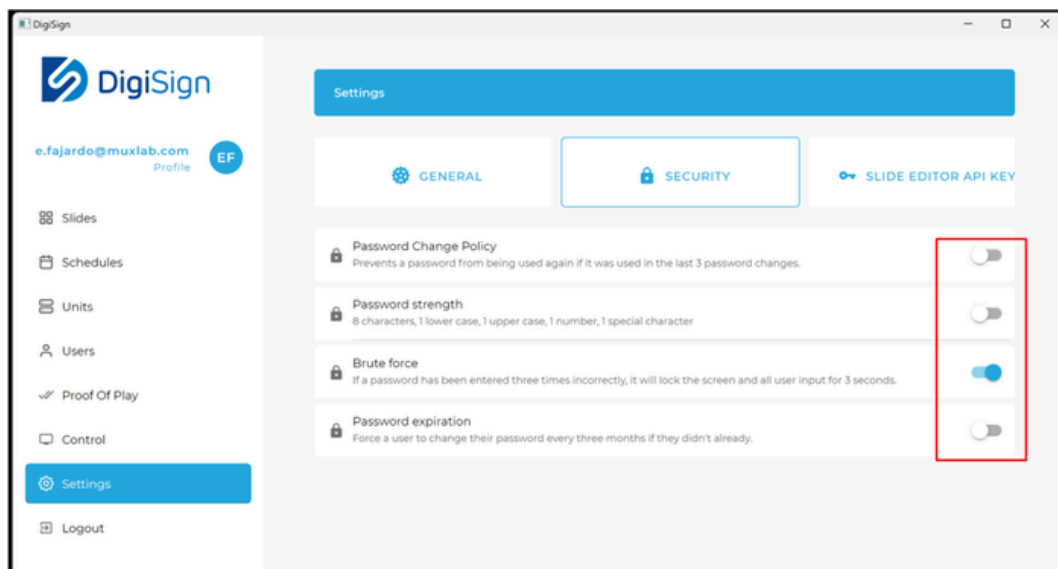 DigiSign
DigiSign
e.fajardo@muxlab.com
Profile
EF
Slides
Schedules
Units
Users
Proof Of Play
Control
Settings
Logout
Settings
GENERAL
SECURITY
SLIDE EDITOR API KEY
Password Change Policy
Prevents a password from being used again if it was used in the last 3 password changes.
Password strength
8 characters, 1 lower case, 1 upper case, 1 number, 1 special character
Brute force
If a password has been entered three times incorrectly, it will lock the screen and all user input for 3 seconds.
Password expiration
Force a user to change their password every three months if they didn't already.